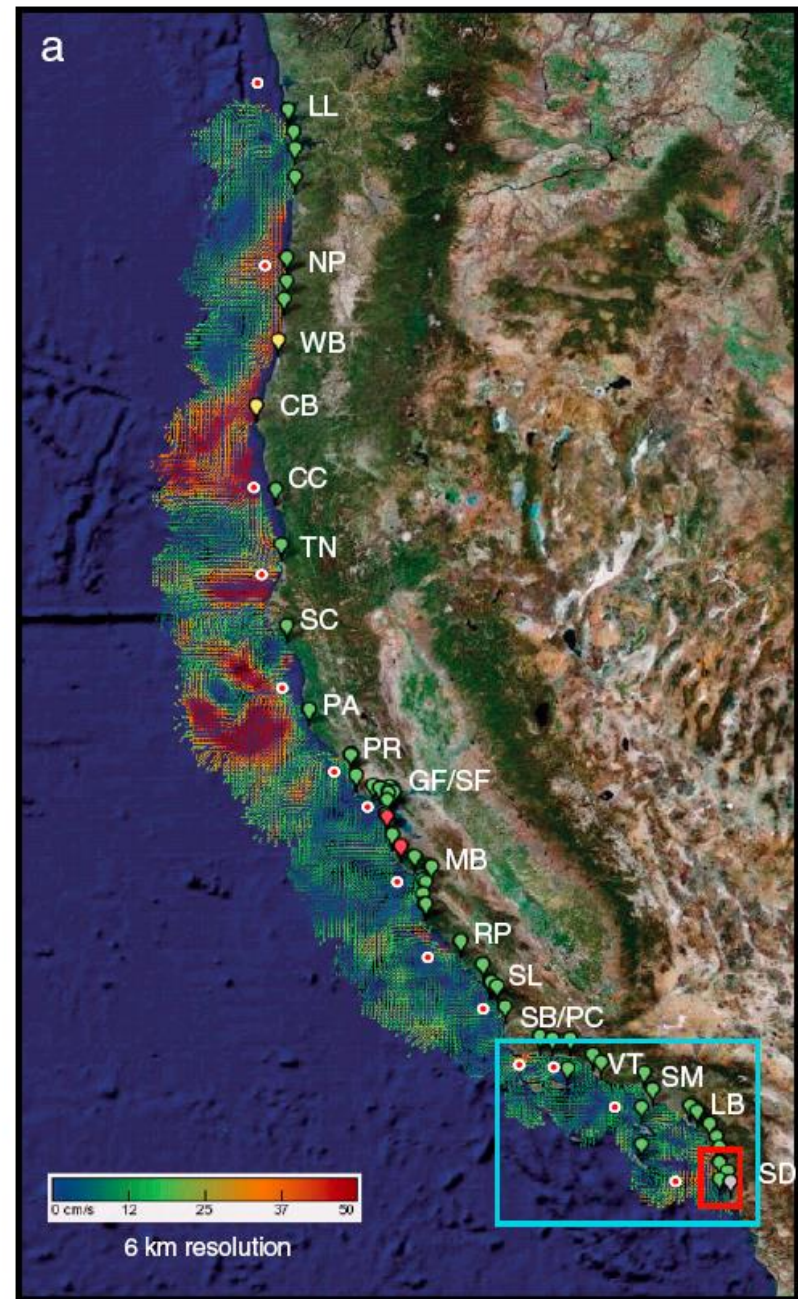 a
LL
NP
WB
CB
CC
TN
SC
PA
PR
GF/SF
MB
RP
SL
SB/PC
VT
SM
LB
SD
0 cm/s 12 25 37 50
6 km resolution